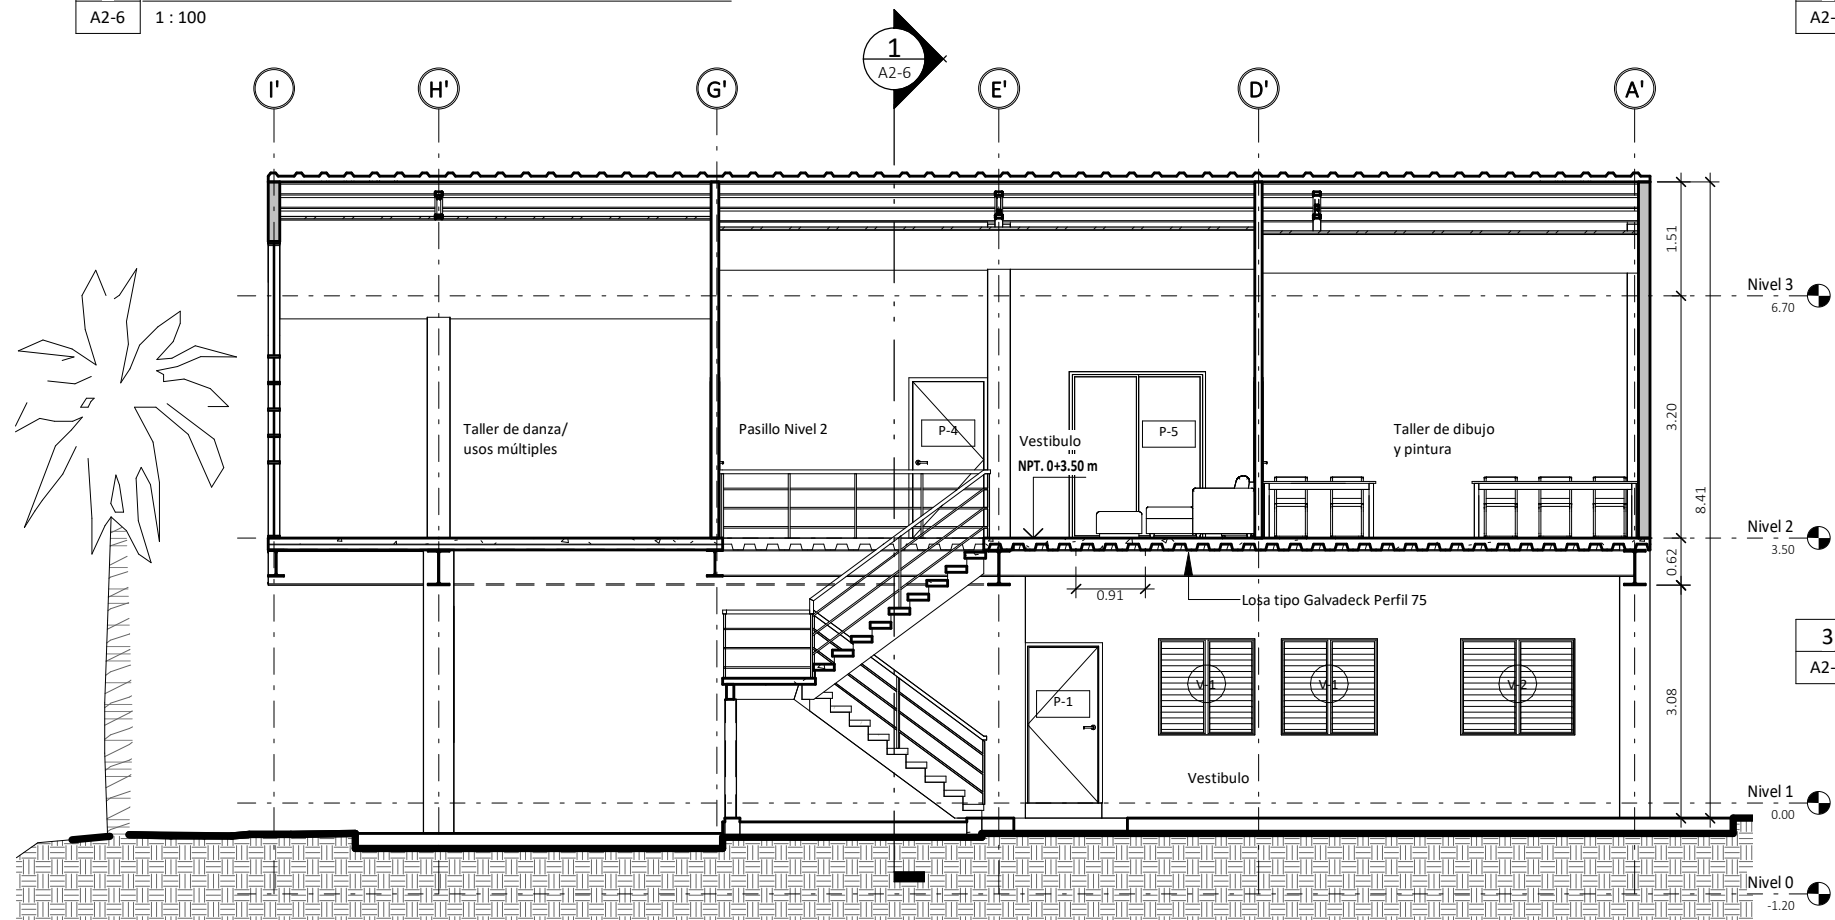 A2-6 1 : 100
A2-
1
A2-6
I' H' G' E' D' A'
1.51
Nivel 3
6.70
3.20
Taller de danza/
usos múltiples
Pasillo Nivel 2
P-4
Vestibulo
NPT. 0+3.50 m
P-5
Taller de dibujo
y pintura
8.41
Nivel 2
3.50
0.62
0.91
Losa tipo Galvadeck Perfil 75
3
A2-
P-1
V-1
V-1
V-2
3.08
Vestibulo
Nivel 1
0.00
Nivel 0
-1.20